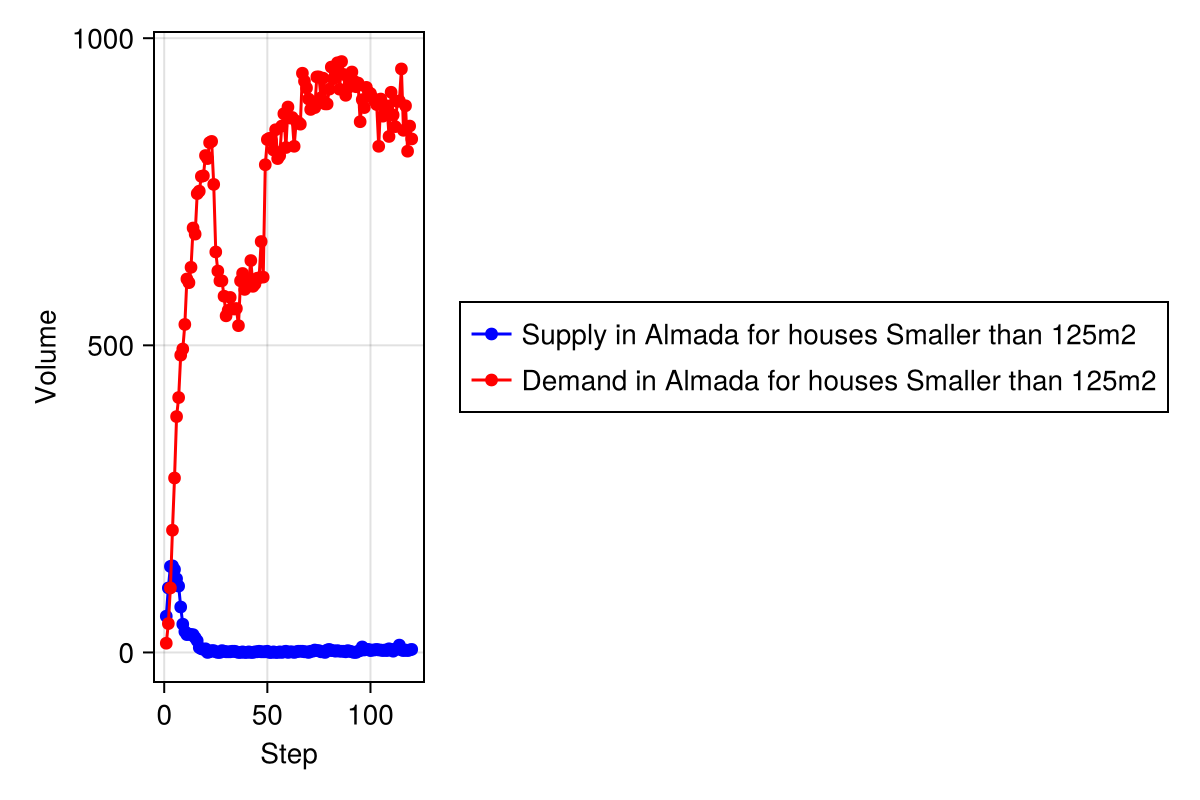 1000
500
0
Volume
0 50 100
Step
Supply in Almada for houses Smaller than 125m2
Demand in Almada for houses Smaller than 125m2